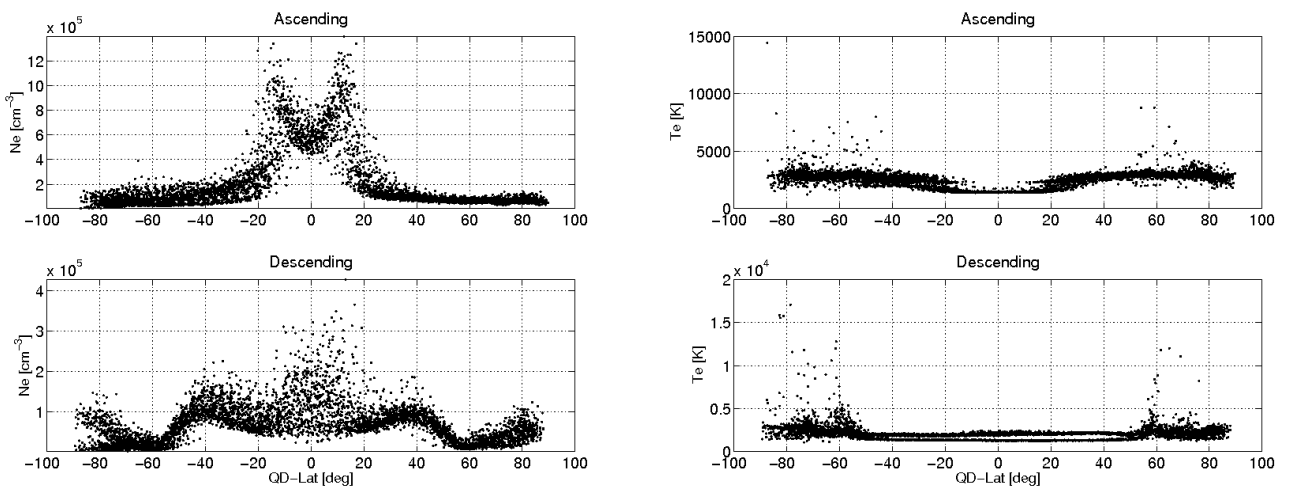 Ascending
x 10^5
12
10
8
6
4
2
Ne [cm^−3]
−100 −80 −60 −40 −20 0 20 40 60 80 100
Ascending
15000
10000
5000
0
Te [K]
−100 −80 −60 −40 −20 0 20 40 60 80 100
Descending
x 10^5
4
3
2
1
Ne [cm^−3]
−100 −80 −60 −40 −20 0 20 40 60 80 100
QD−Lat [deg]
Descending
x 10^4
2
1.5
1
0.5
0
Te [K]
−100 −80 −60 −40 −20 0 20 40 60 80 100
QD−Lat [deg]